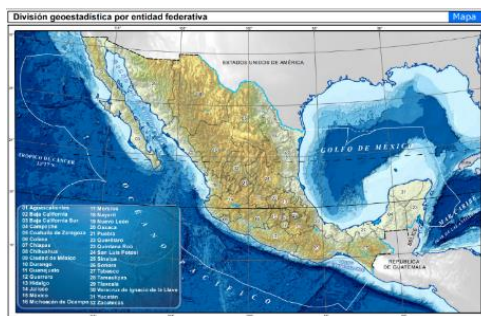 División geoestadística por entidad federativa
Mapa
ESTADOS UNIDOS DE AMÉRICA
GOLFO DE MÉXICO
TRÓPICO DE CÁNCER
MAR CARIBE
BELICE
REPÚBLICA
DE GUATEMALA
OCÉANO PACÍFICO
01 Aguascalientes
02 Baja California
03 Baja California Sur
04 Campeche
05 Coahuila de Zaragoza
06 Colima
07 Chiapas
08 Chihuahua
09 Ciudad de México
10 Durango
11 Guanajuato
12 Guerrero
13 Hidalgo
14 Jalisco
15 México
16 Michoacán de Ocampo
17 Morelos
18 Nayarit
19 Nuevo León
20 Oaxaca
21 Puebla
22 Querétaro
23 Quintana Roo
24 San Luis Potosí
25 Sinaloa
26 Sonora
27 Tabasco
28 Tamaulipas
29 Tlaxcala
30 Veracruz de Ignacio de la Llave
31 Yucatán
32 Zacatecas